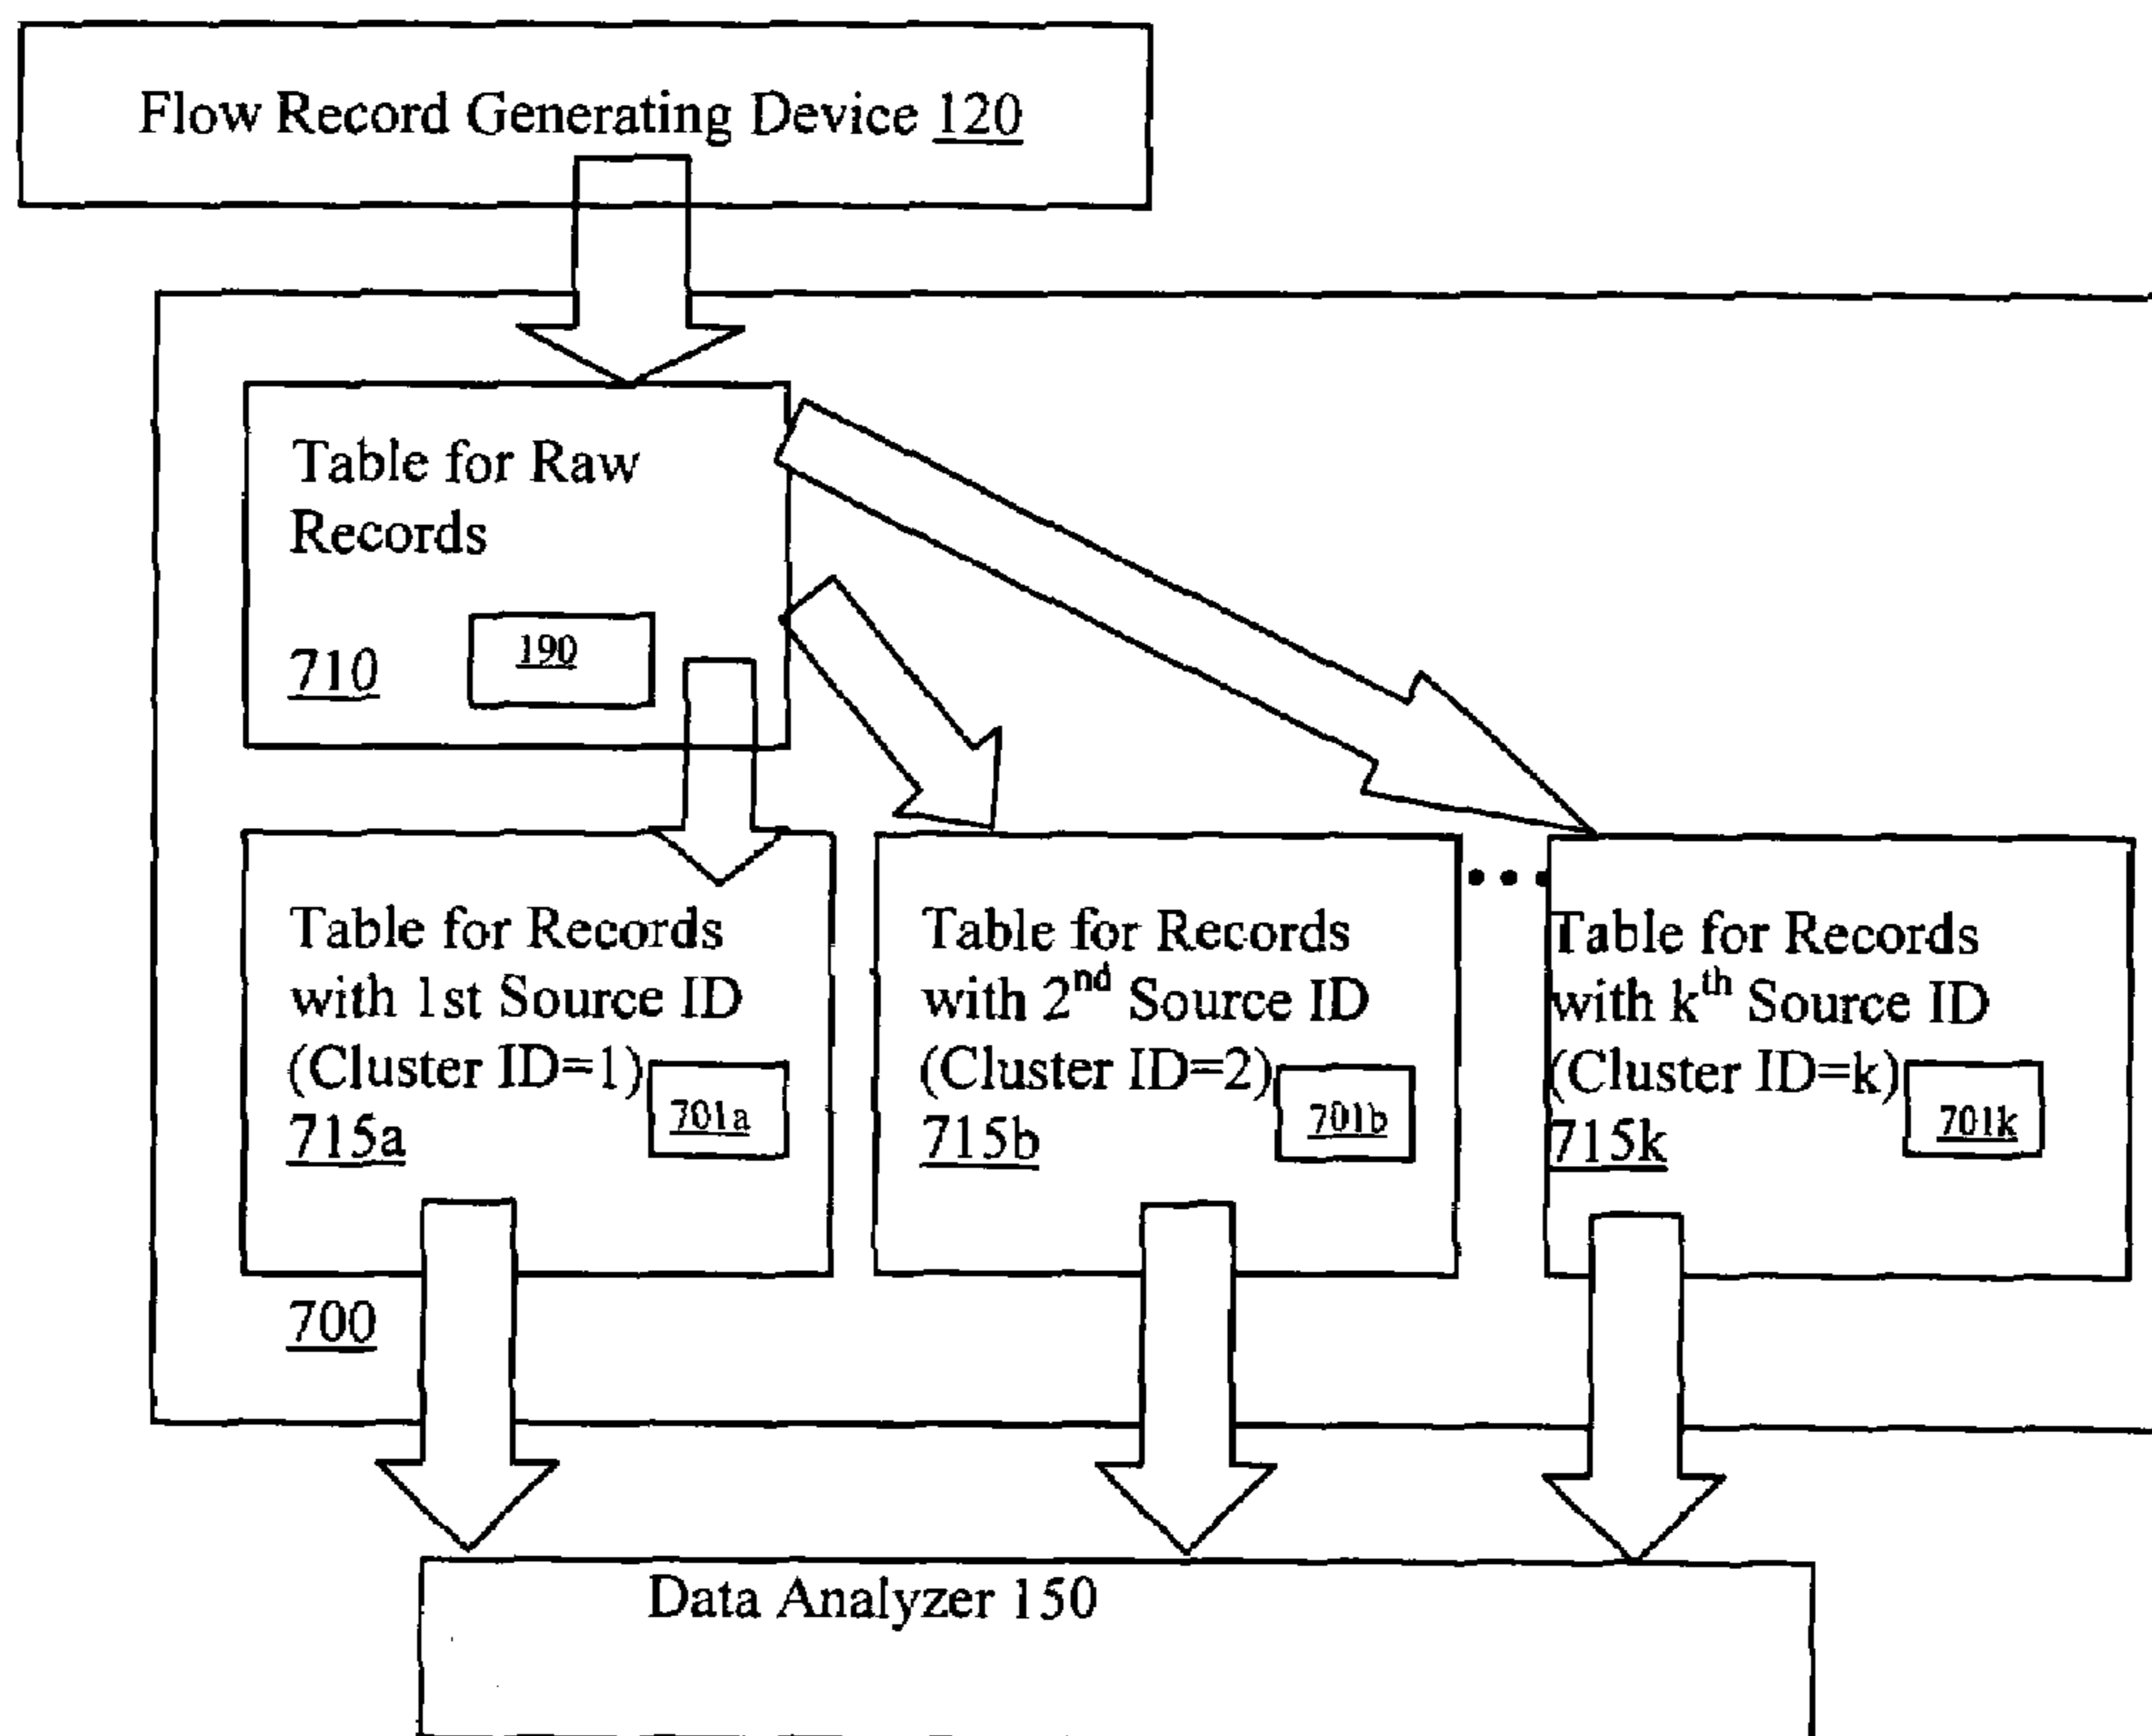 Flow Record Generating Device 120
Table for Raw
Records
710
190
Table for Records
with 1st Source ID
(Cluster ID=1)
715a
701a
Table for Records
with 2nd Source ID
(Cluster ID=2)
715b
701b
...
Table for Records
with kth Source ID
(Cluster ID=k)
715k
701k
700
Data Analyzer 150